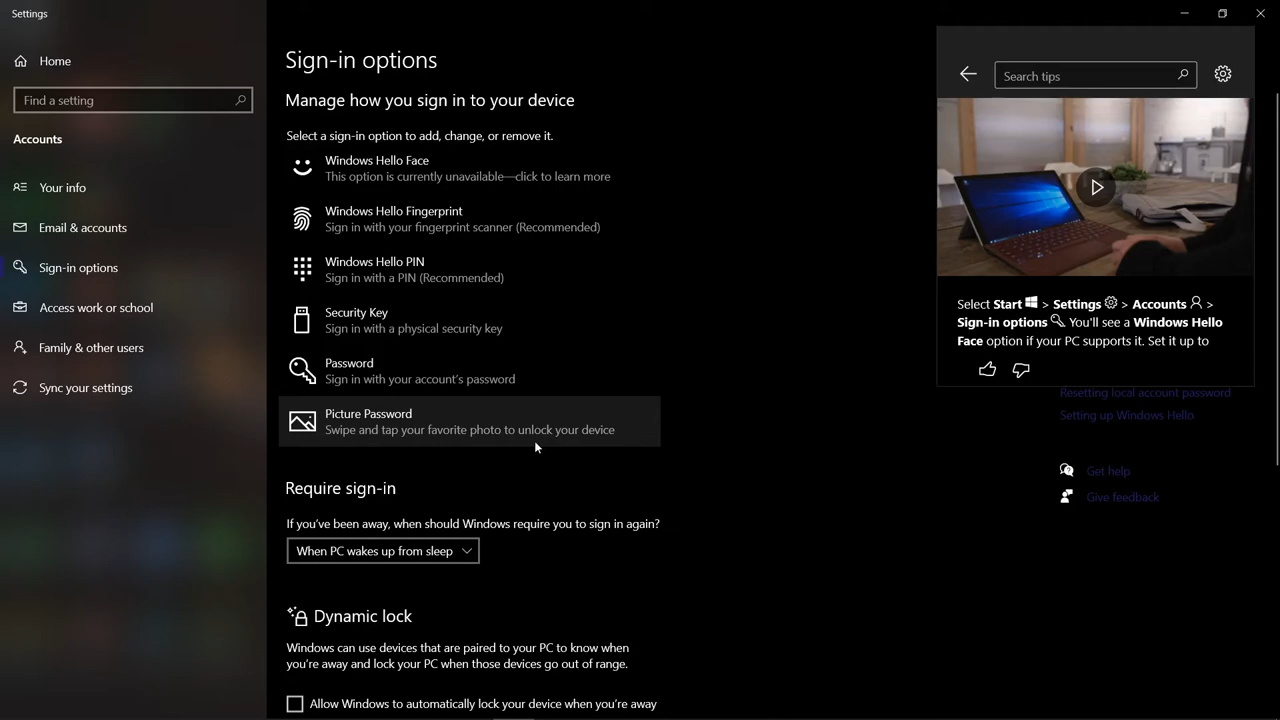 Settings
Home
Find a setting
Accounts
Your info
Email & accounts
Sign-in options
Access work or school
Family & other users
Sync your settings
Sign-in options
Manage how you sign in to your device
Select a sign-in option to add, change, or remove it.
Windows Hello Face
This option is currently unavailable—click to learn more
Windows Hello Fingerprint
Sign in with your fingerprint scanner (Recommended)
Windows Hello PIN
Sign in with a PIN (Recommended)
Security Key
Sign in with a physical security key
Password
Sign in with your account's password
Picture Password
Swipe and tap your favorite photo to unlock your device
Require sign-in
If you've been away, when should Windows require you to sign in again?
When PC wakes up from sleep
Dynamic lock
Windows can use devices that are paired to your PC to know when
you're away and lock your PC when those devices go out of range.
Allow Windows to automatically lock your device when you're away
Search tips
Select Start > Settings > Accounts >
Sign-in options You'll see a Windows Hello
Face option if your PC supports it. Set it up to
Resetting local account password
Setting up Windows Hello
Get help
Give feedback